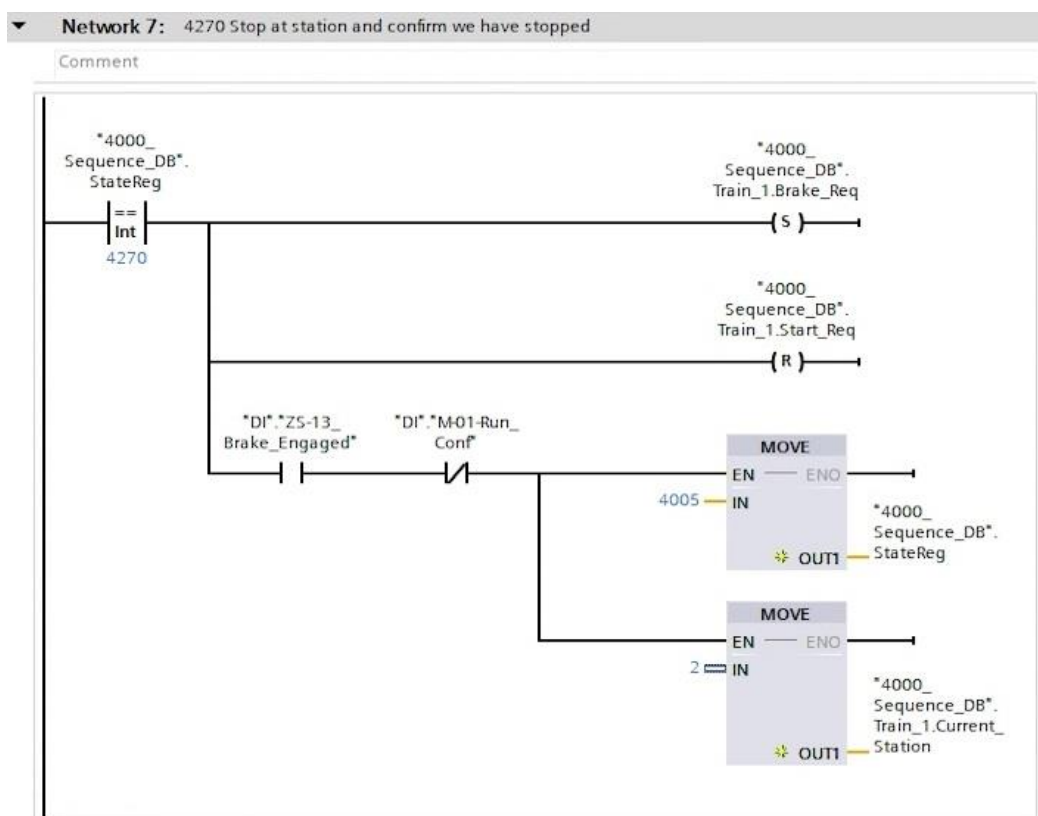 Network 7: 4270 Stop at station and confirm we have stopped
Comment
"4000_
Sequence_DB".
StateReg
==
Int
4270
"4000_
Sequence_DB".
Train_1.Brake_Req
S
"4000_
Sequence_DB".
Train_1.Start_Req
R
"DI"."ZS-13_
Brake_Engaged"
"DI"."M-01-Run_
Conf"
MOVE
EN ENO
4005 IN
OUT1
"4000_
Sequence_DB".
StateReg
MOVE
EN ENO
2 IN
OUT1
"4000_
Sequence_DB".
Train_1.Current_
Station